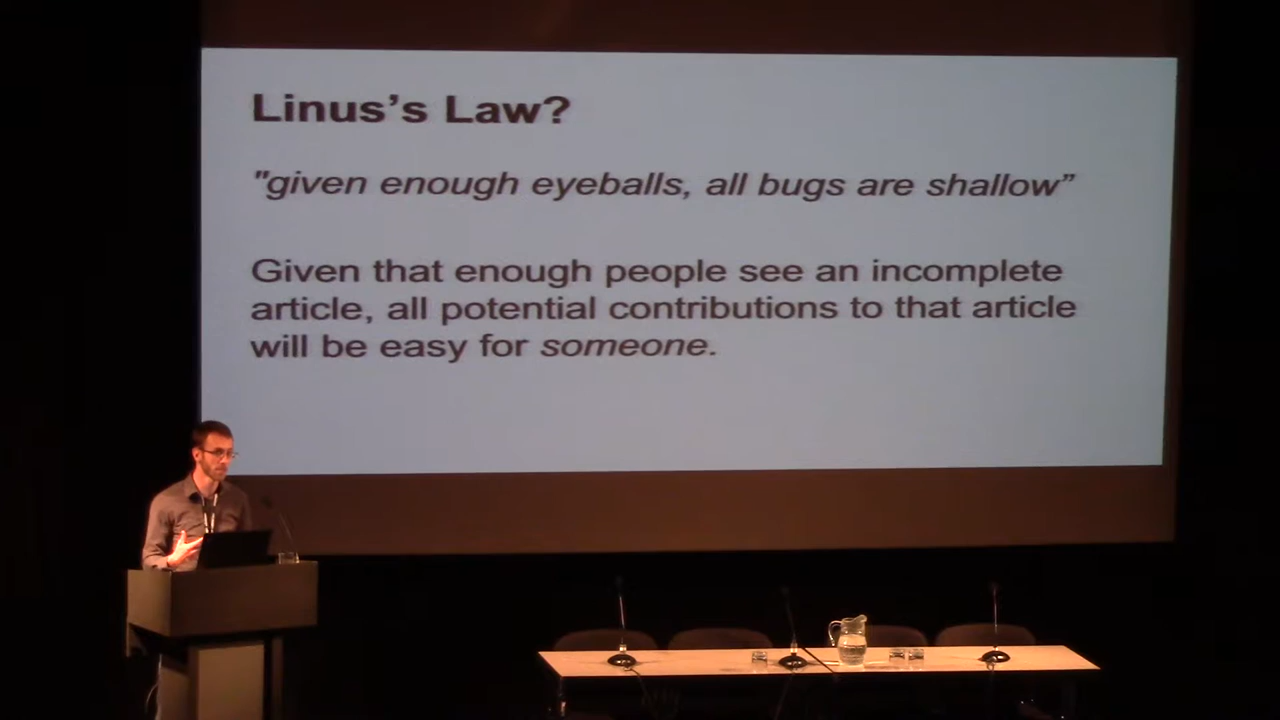 Linus’s Law?
"given enough eyeballs, all bugs are shallow”
Given that enough people see an incomplete
article, all potential contributions to that article
will be easy for someone.